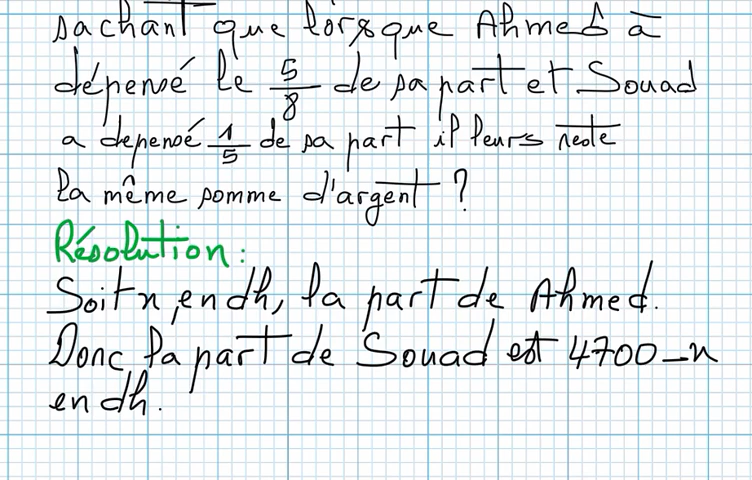 sachant que lorsque Ahmed à
dépensé le 5/8 de sa part et Souad
a depensé 1/5 de sa part il leurs reste
la même somme d'argent ?
Résolution :
Soit x, en dh, la part de Ahmed.
Donc la part de Souad est 4700 - x
en dh.